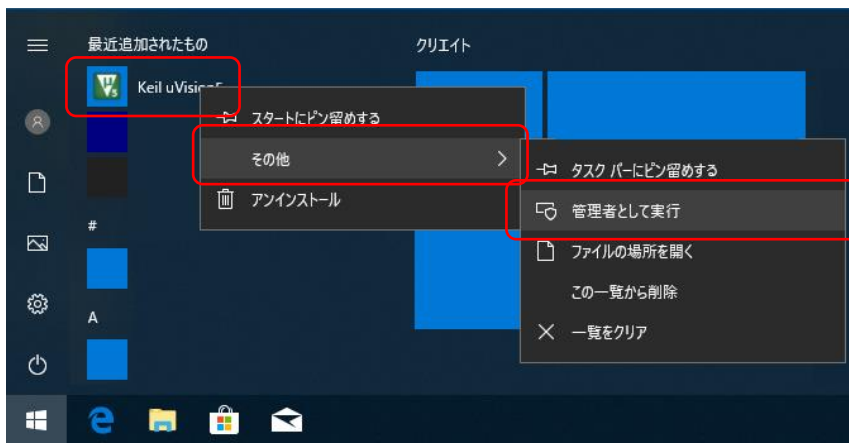 最近追加されたもの
クリエイト
Keil uVision5
スタートにピン留めする
その他
アンインストール
タスク バーにピン留めする
管理者として実行
ファイルの場所を開く
この一覧から削除
一覧をクリア
#
A